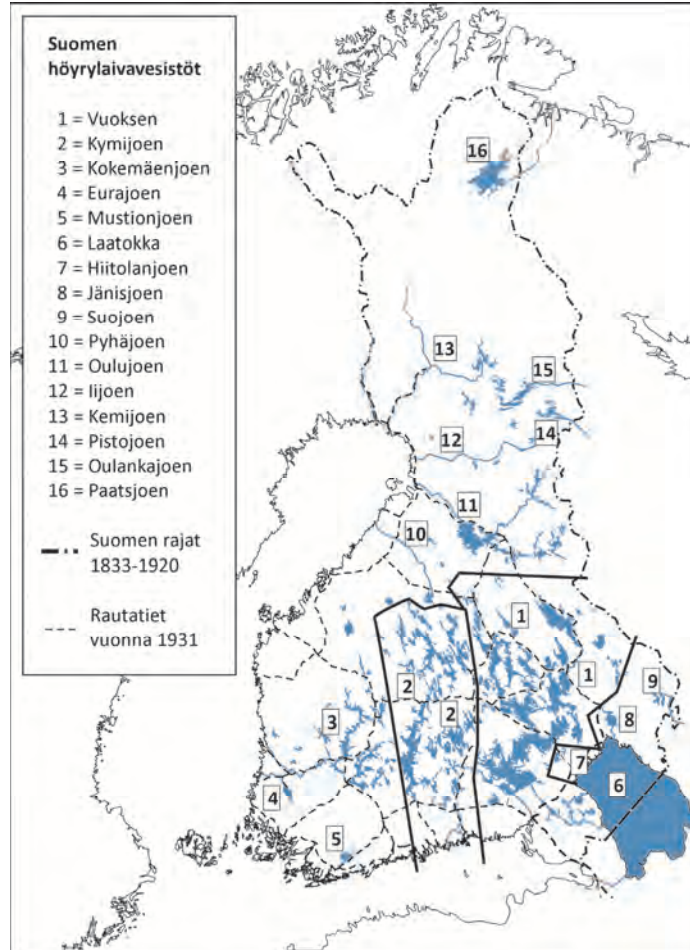 Suomen
höyrylaivavesistöt
1 = Vuoksen
2 = Kymijoen
3 = Kokemäenjoen
4 = Eurajoen
5 = Mustionjoen
6 = Laatokka
7 = Hiitolanjoen
8 = Jänisjoen
9 = Suojoen
10 = Pyhäjoen
11 = Oulujoen
12 = Iijoen
13 = Kemijoen
14 = Pistojoen
15 = Oulankajoen
16 = Paatsjoen
Suomen rajat
1833-1920
Rautatiet
vuonna 1931
16
13
15
12
14
11
10
1
1
9
2
2
3
8
7
6
4
5